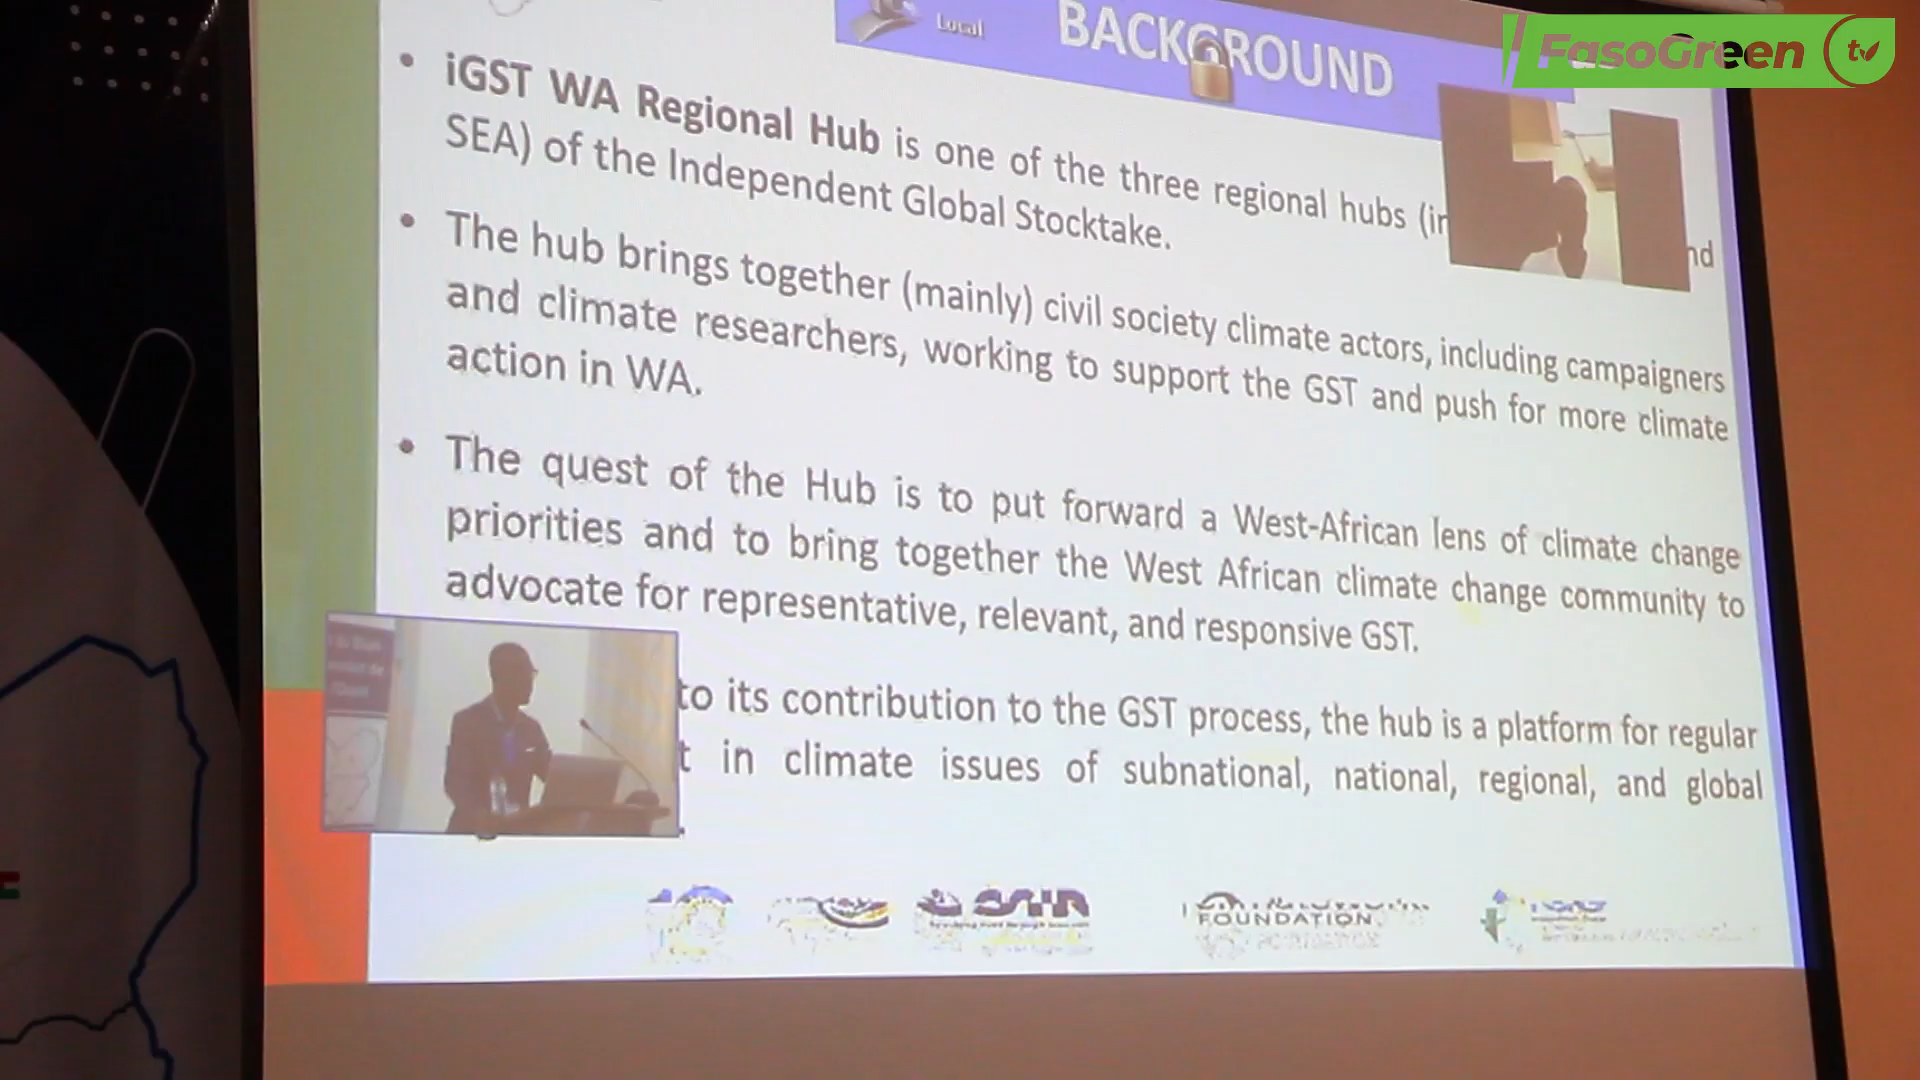 Local
BACKGROUND
FasoGreen tv
• iGST WA Regional Hub is one of the three regional hubs
SEA) of the Independent Global Stocktake.
• The hub brings together (mainly) civil society climate actors, including campaigners
and climate researchers, working to support the GST and push for more climate
action in WA.
• The quest of the Hub is to put forward a West-African lens of climate change
priorities and to bring together the West African climate change community to
advocate for representative, relevant, and responsive GST.
to its contribution to the GST process, the hub is a platform for regular
in climate issues of subnational, national, regional, and global
FOUNDATION